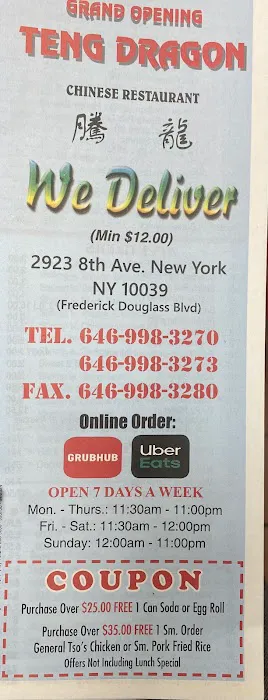 GRAND OPENING
TENG DRAGON
CHINESE RESTAURANT
騰 龍
We Deliver
(Min $12.00)
2923 8th Ave. New York
NY 10039
(Frederick Douglass Blvd)
TEL. 646-998-3270
646-998-3273
FAX. 646-998-3280
Online Order:
GRUBHUB
Uber
Eats
OPEN 7 DAYS A WEEK
Mon. - Thurs.: 11:30am - 11:00pm
Fri. - Sat.: 11:30am - 12:00pm
Sunday: 12:00am - 11:00pm
COUPON
Purchase Over $25.00 FREE 1 Can Soda or Egg Roll
Purchase Over $35.00 FREE 1 Sm. Order
General Tso's Chicken or Sm. Pork Fried Rice
Offers Not Including Lunch Special